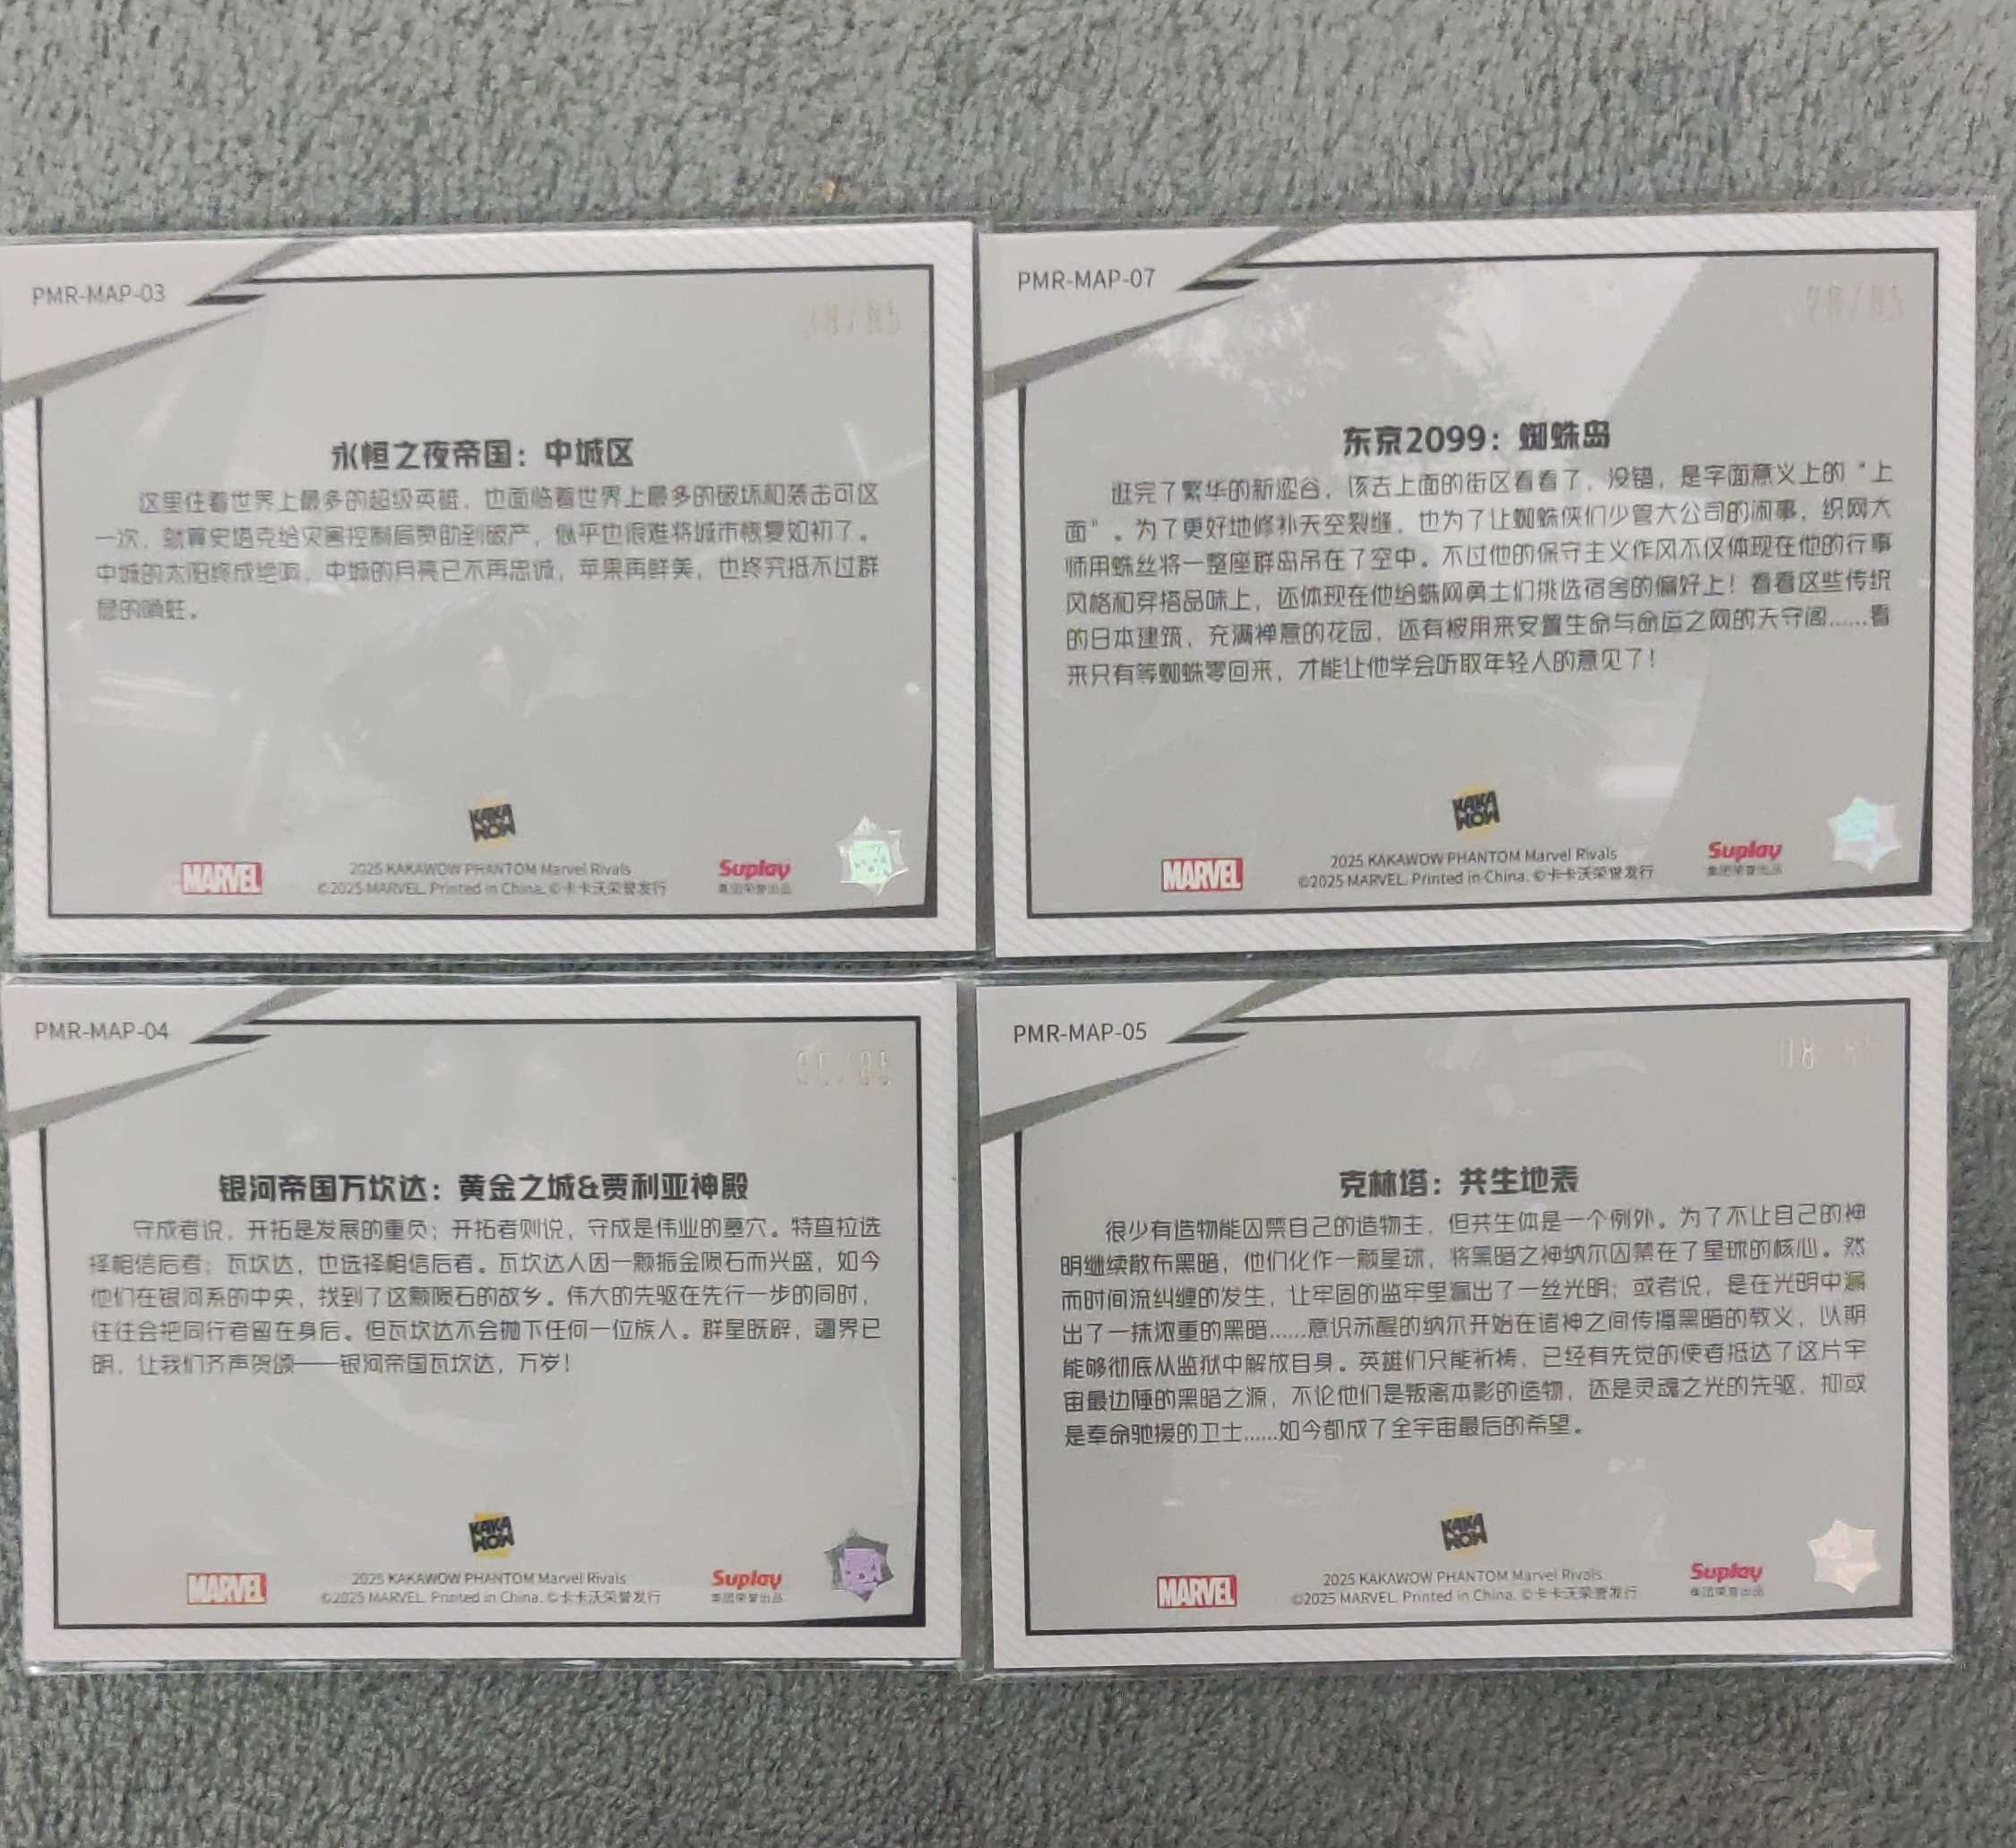 PMR-MAP-03
永恒之夜帝国：中城区
这里住着世界上最多的超级英雄，也面临着世界上最多的破坏和袭击可这
一次，就算史塔克给灾害控制局赞助到破产，似乎也很难将城市恢复如初了。
中城的太阳终成绝响，中城的月亮已不再忠诚，苹果再鲜美，也终究抵不过群
MARVEL
KAKA
WOW
2025 KAKAWOW PHANTOM Marvel Rivals
©2025 MARVEL. Printed in China. ©卡卡沃荣誉发行
Suplay
集团荣誉出品
PMR-MAP-07
东京2099：蜘蛛岛
逛完了繁华的新涩谷，该去上面的街区看看了，没错，是字面意义上的“上
面”。为了更好地修补天空裂缝，也为了让蜘蛛侠们少管大公司的闲事，织网大
师用蛛丝将一整座群岛吊在了空中。不过他的保守主义作风不仅体现在他的行事
风格和穿搭品味上，还体现在他给蛛网勇士们挑选宿舍的偏好上！看看这些传统
的日本建筑，充满禅意的花园，还有被用来安置生命与命运之网的天守阁……看
来只有等蜘蛛零回来，才能让他学会听取年轻人的意见了！
MARVEL
KAKA
WOW
2025 KAKAWOW PHANTOM Marvel Rivals
©2025 MARVEL. Printed in China. ©卡卡沃荣誉发行
Suplay
集团荣誉出品
PMR-MAP-04
银河帝国万坎达：黄金之城&贾利亚神殿
守成者说，开拓是发展的重负；开拓者则说，守成是伟业的墓穴。特查拉选
择相信后者；瓦坎达，也选择相信后者。瓦坎达人因一颗振金陨石而兴盛，如今
他们在银河系的中央，找到了这颗陨石的故乡。伟大的先驱在先行一步的同时，
往往会把同行者留在身后。但瓦坎达不会抛下任何一位族人。群星既辟，疆界已
明，让我们齐声贺颂——银河帝国瓦坎达，万岁！
MARVEL
KAKA
WOW
2025 KAKAWOW PHANTOM Marvel Rivals
©2025 MARVEL. Printed in China. ©卡卡沃荣誉发行
Suplay
集团荣誉出品
PMR-MAP-05
克林塔：共生地表
很少有造物能囚禁自己的造物主，但共生体是一个例外。为了不让自己的神
明继续散布黑暗，他们化作一颗星球，将黑暗之神纳尔囚禁在了星球的核心。然
而时间流纠缠的发生，让牢固的监牢里漏出了一丝光明；或者说，是在光明中漏
出了一抹浓重的黑暗……意识苏醒的纳尔开始在诸神之间传播黑暗的教义，以期
能够彻底从监狱中解放自身。英雄们只能祈祷，已经有先觉的使者抵达了这片宇
宙最边陲的黑暗之源，不论他们是叛离本影的造物，还是灵魂之光的先驱，抑或
是奉命驰援的卫士……如今都成了全宇宙最后的希望。
MARVEL
KAKA
WOW
2025 KAKAWOW PHANTOM Marvel Rivals
©2025 MARVEL. Printed in China. ©卡卡沃荣誉发行
Suplay
集团荣誉出品